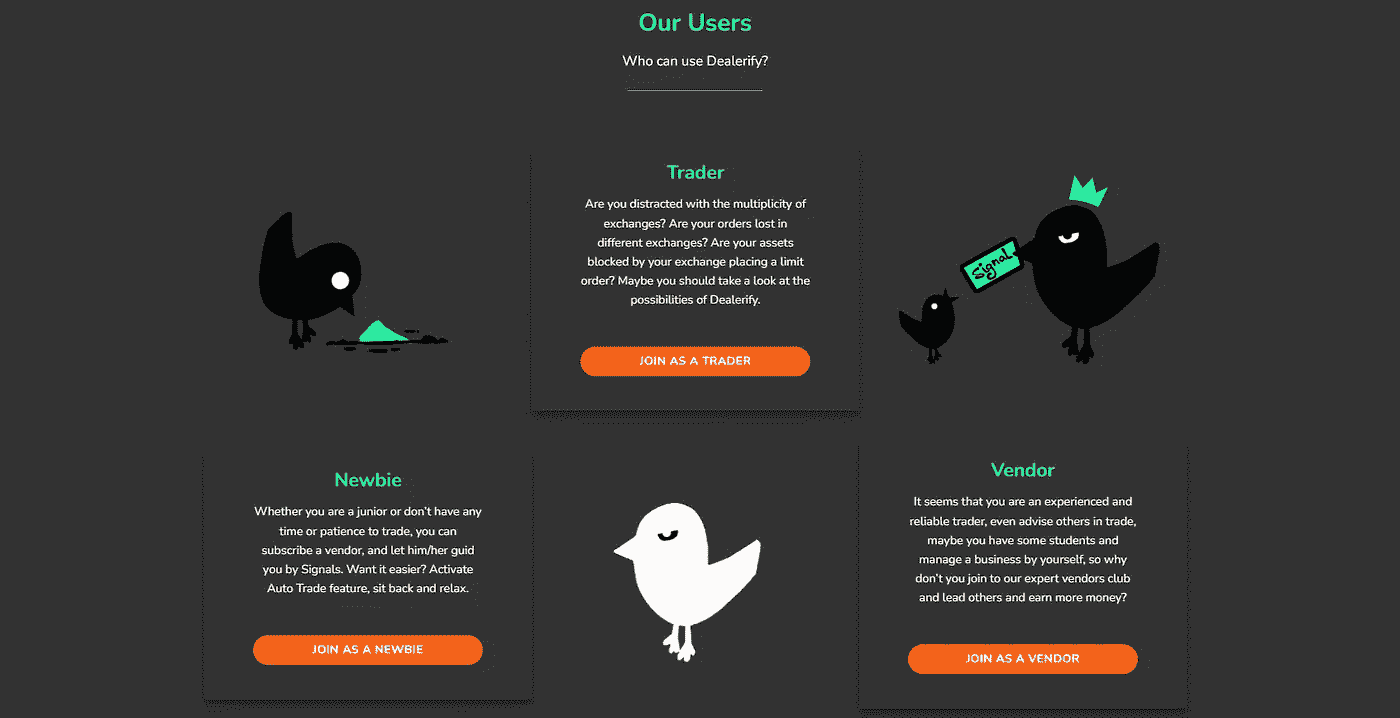 Our Users
Who can use Dealerify?
Trader
Are you distracted with the multiplicity of
exchanges? Are your orders lost in
different exchanges? Are your assets
blocked by your exchange placing a limit
order? Maybe you should take a look at the
possibilities of Dealerify.
JOIN AS A TRADER
Signal
Newbie
Whether you are a junior or don't have any
time or patience to trade, you can
subscribe a vendor, and let him/her guid
you by Signals. Want it easier? Activate
Auto Trade feature, sit back and relax.
JOIN AS A NEWBIE
Vendor
It seems that you are an experienced and
reliable trader, even advise others in trade,
maybe you have some students and
manage a business by yourself, so why
don't you join to our expert vendors club
and lead others and earn more money?
JOIN AS A VENDOR